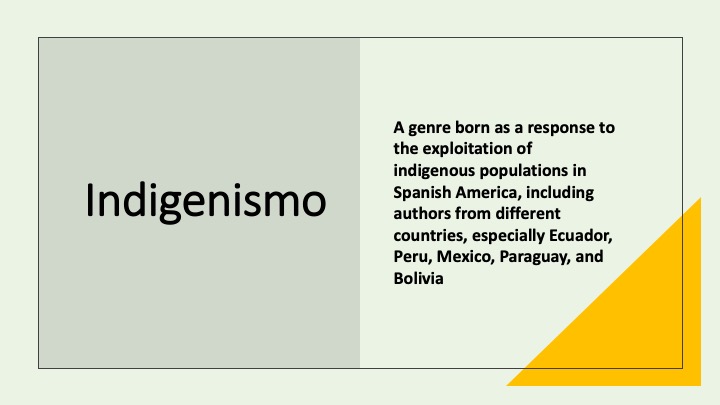 Indigenismo
A genre born as a response to
the exploitation of
indigenous populations in
Spanish America, including
authors from different
countries, especially Ecuador,
Peru, Mexico, Paraguay, and
Bolivia